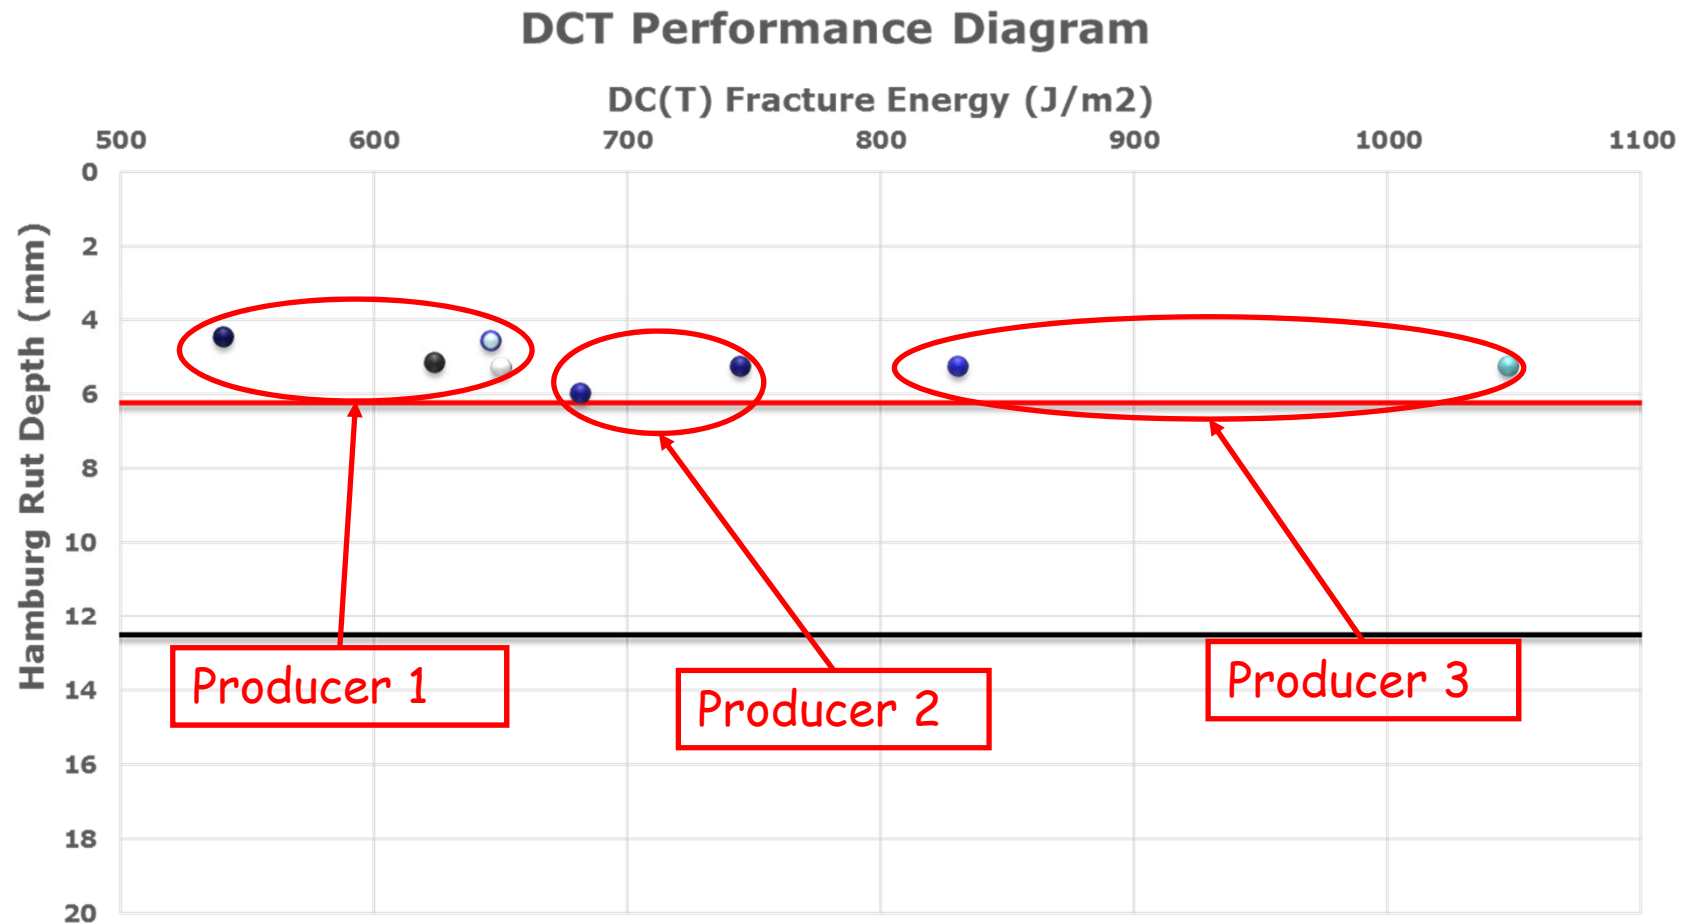 DCT Performance Diagram
DC(T) Fracture Energy (J/m2)
500 600 700 800 900 1000 1100
Hamburg Rut Depth (mm)
0
2
4
6
8
10
12
14
16
18
20
Producer 1
Producer 2
Producer 3